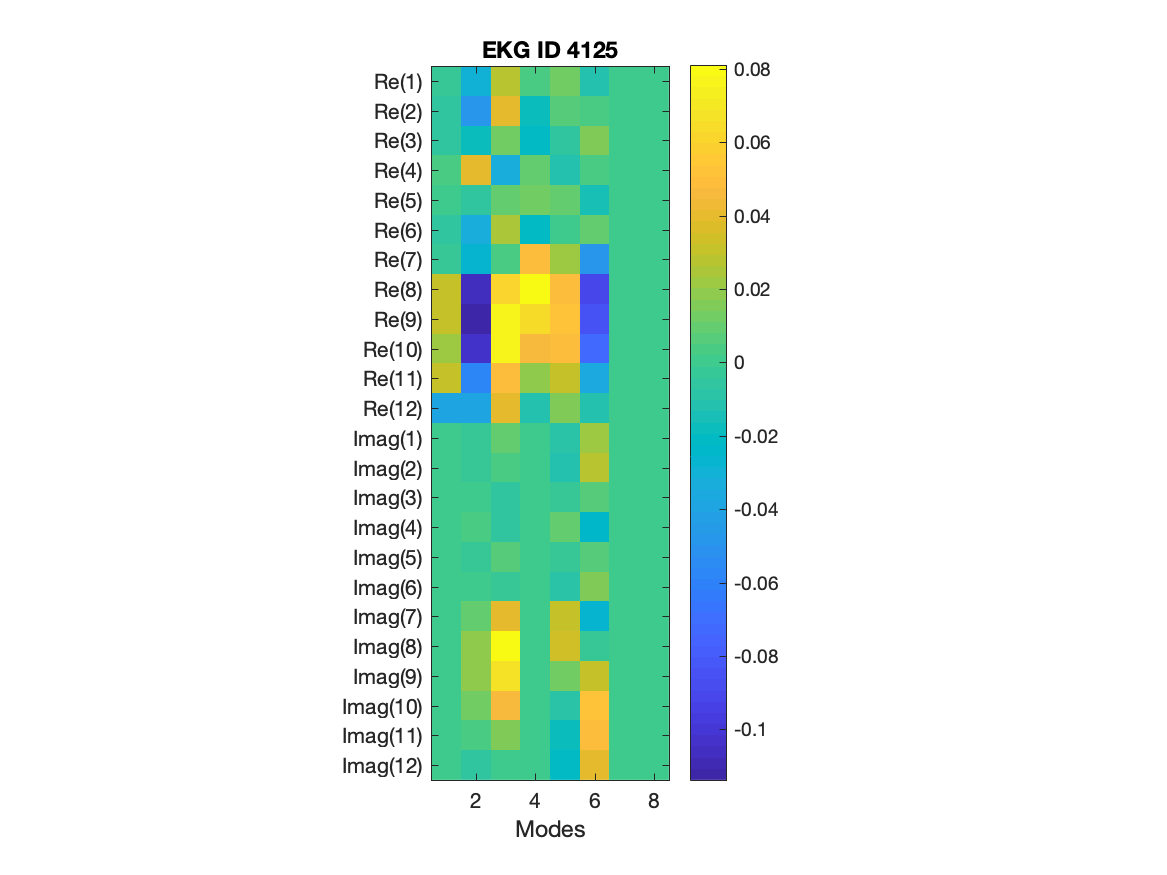 EKG ID 4125
Re(1)
Re(2)
Re(3)
Re(4)
Re(5)
Re(6)
Re(7)
Re(8)
Re(9)
Re(10)
Re(11)
Re(12)
Imag(1)
Imag(2)
Imag(3)
Imag(4)
Imag(5)
Imag(6)
Imag(7)
Imag(8)
Imag(9)
Imag(10)
Imag(11)
Imag(12)
2 4 6 8
Modes
0.08
0.06
0.04
0.02
0
-0.02
-0.04
-0.06
-0.08
-0.1